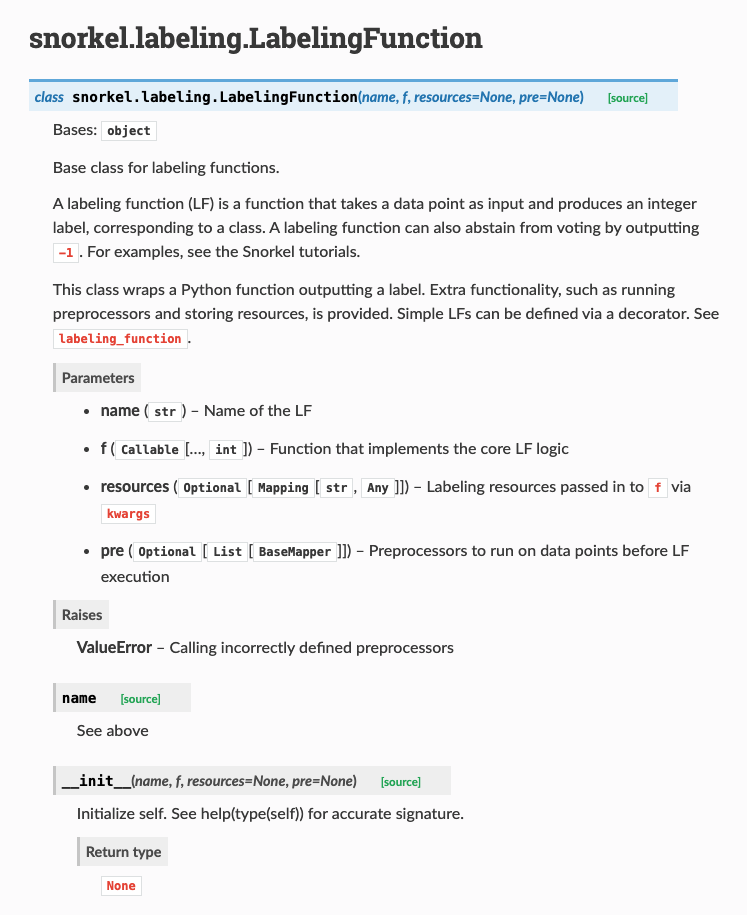 snorkel.labeling.LabelingFunction
class snorkel.labeling.LabelingFunction(name, f, resources=None, pre=None) [source]
Bases: object
Base class for labeling functions.
A labeling function (LF) is a function that takes a data point as input and produces an integer
label, corresponding to a class. A labeling function can also abstain from voting by outputting
-1. For examples, see the Snorkel tutorials.
This class wraps a Python function outputting a label. Extra functionality, such as running
preprocessors and storing resources, is provided. Simple LFs can be defined via a decorator. See
labeling_function.
Parameters
• name (str) – Name of the LF
• f (Callable[…, int]) – Function that implements the core LF logic
• resources (Optional[Mapping[str, Any]]) – Labeling resources passed in to f via
kwargs
• pre (Optional[List[BaseMapper]]) – Preprocessors to run on data points before LF
execution
Raises
ValueError – Calling incorrectly defined preprocessors
name [source]
See above
__init__(name, f, resources=None, pre=None) [source]
Initialize self. See help(type(self)) for accurate signature.
Return type
None